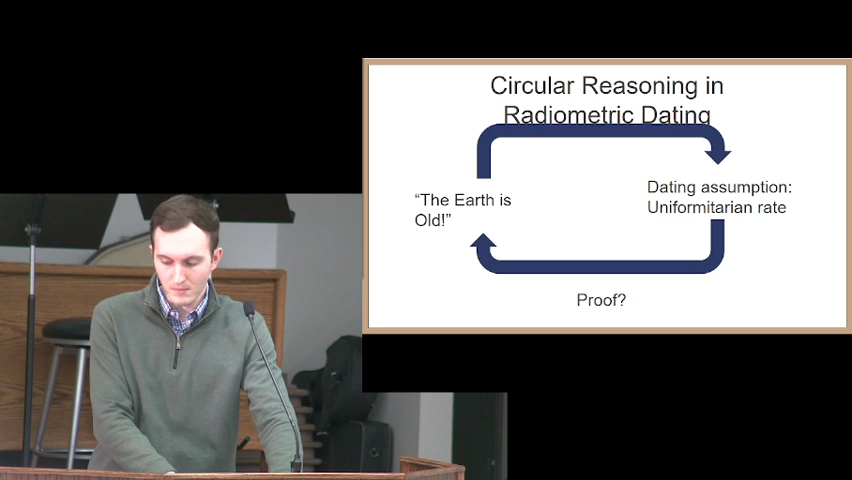 Circular Reasoning in
Radiometric Dating
“The Earth is
Old!”
Dating assumption:
Uniformitarian rate
Proof?